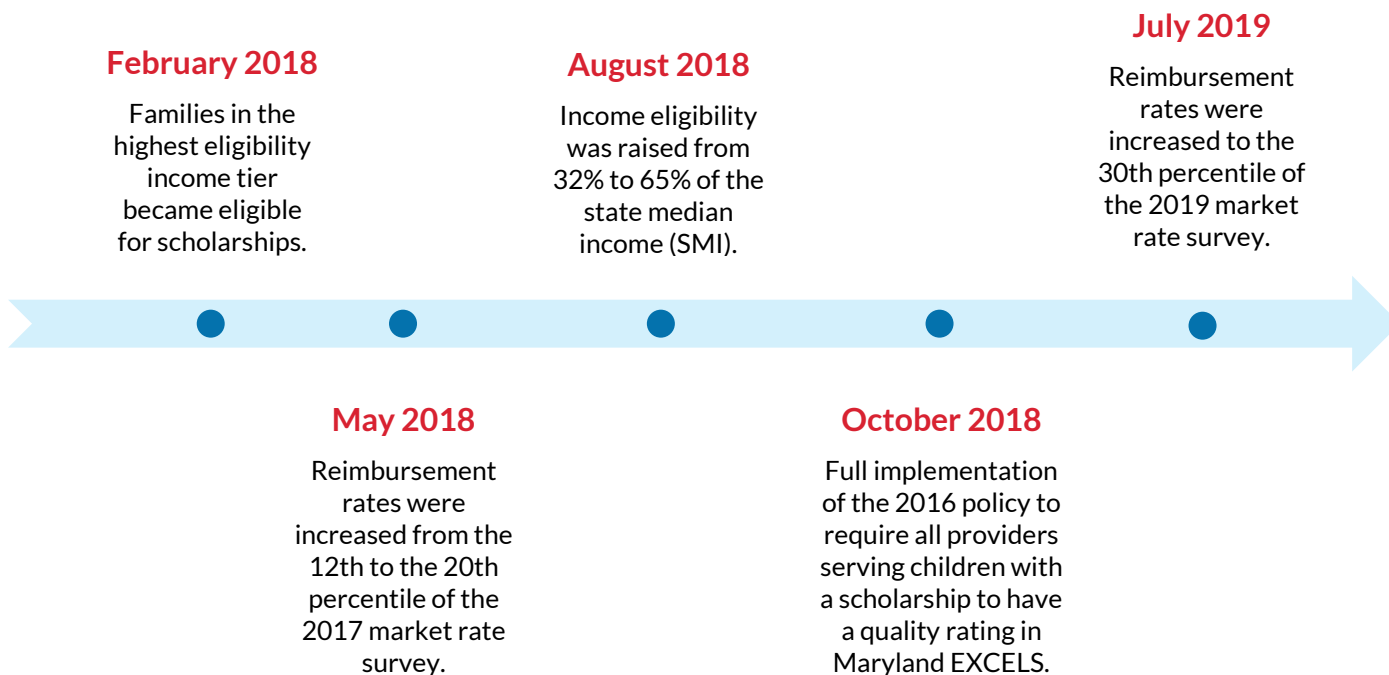 February 2018
Families in the
highest eligibility
income tier
became eligible
for scholarships.
May 2018
Reimbursement
rates were
increased from the
12th to the 20th
percentile of the
2017 market rate
survey.
August 2018
Income eligibility
was raised from
32% to 65% of the
state median
income (SMI).
October 2018
Full implementation
of the 2016 policy to
require all providers
serving children with
a scholarship to have
a quality rating in
Maryland EXCELS.
July 2019
Reimbursement
rates were
increased to the
30th percentile of
the 2019 market
rate survey.